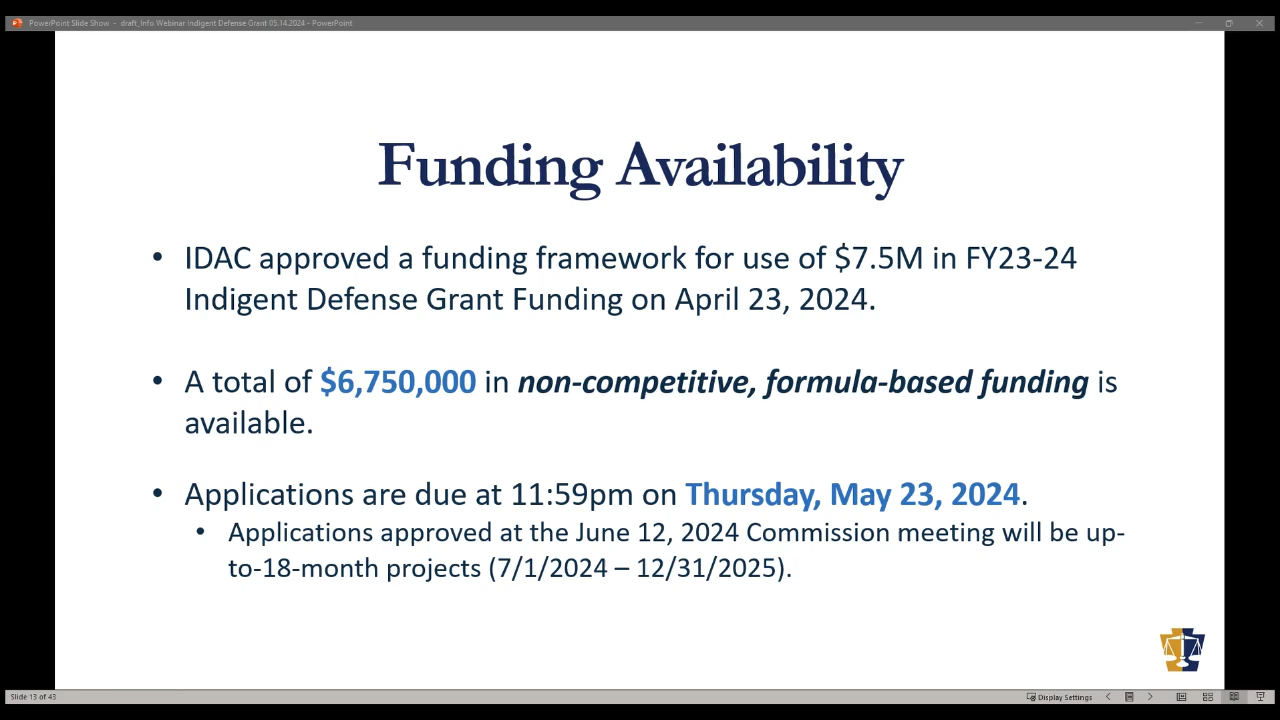 PowerPoint Slide Show - draft_Info Webinar Indigent Defense Grant 05.14.2024 - PowerPoint
Funding Availability
• IDAC approved a funding framework for use of $7.5M in FY23-24
Indigent Defense Grant Funding on April 23, 2024.
• A total of $6,750,000 in non-competitive, formula-based funding is
available.
• Applications are due at 11:59pm on Thursday, May 23, 2024.
• Applications approved at the June 12, 2024 Commission meeting will be up-
to-18-month projects (7/1/2024 – 12/31/2025).
Slide 13 of 43
Display Settings